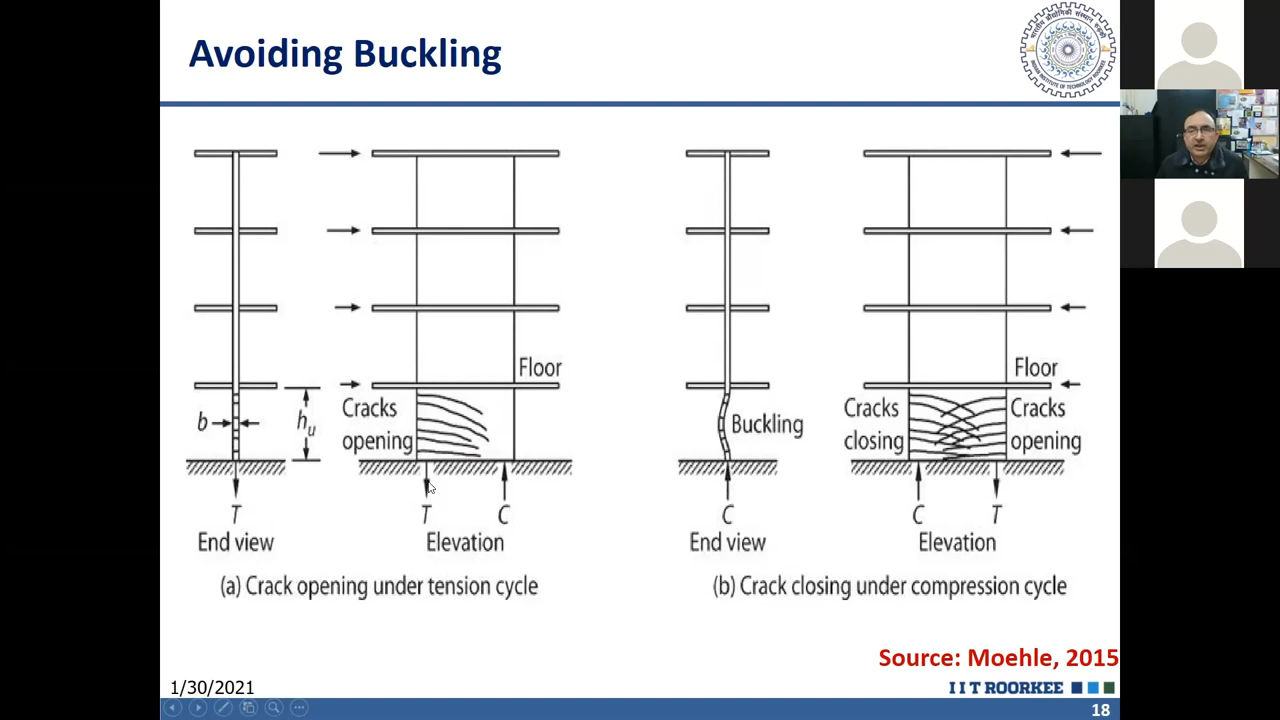 Avoiding Buckling
Floor
Floor
b
hu
Cracks
opening
Buckling
Cracks
closing
Cracks
opening
T
T
C
C
C
T
End view
Elevation
End view
Elevation
(a) Crack opening under tension cycle
(b) Crack closing under compression cycle
Source: Moehle, 2015
1/30/2021
I I T ROORKEE
18